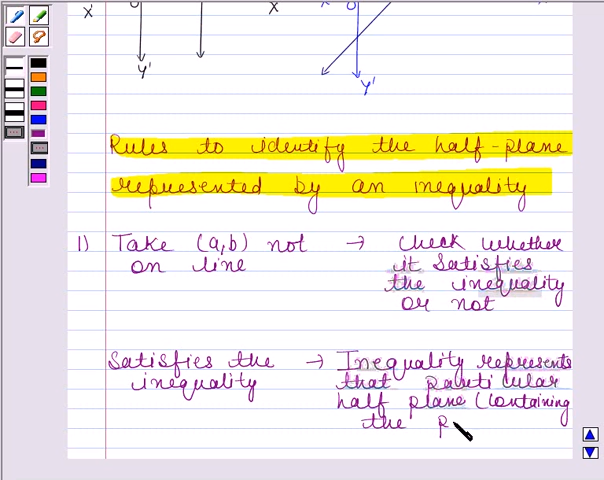 X' O X X' O
Y' Y'
Rules to identify the half-plane
represented by an inequality
1) Take (a,b) not → Check whether
on line it satisfies
the inequality
or not
Satisfies the → Inequality represents
inequality that particular
half plane (containing
the P